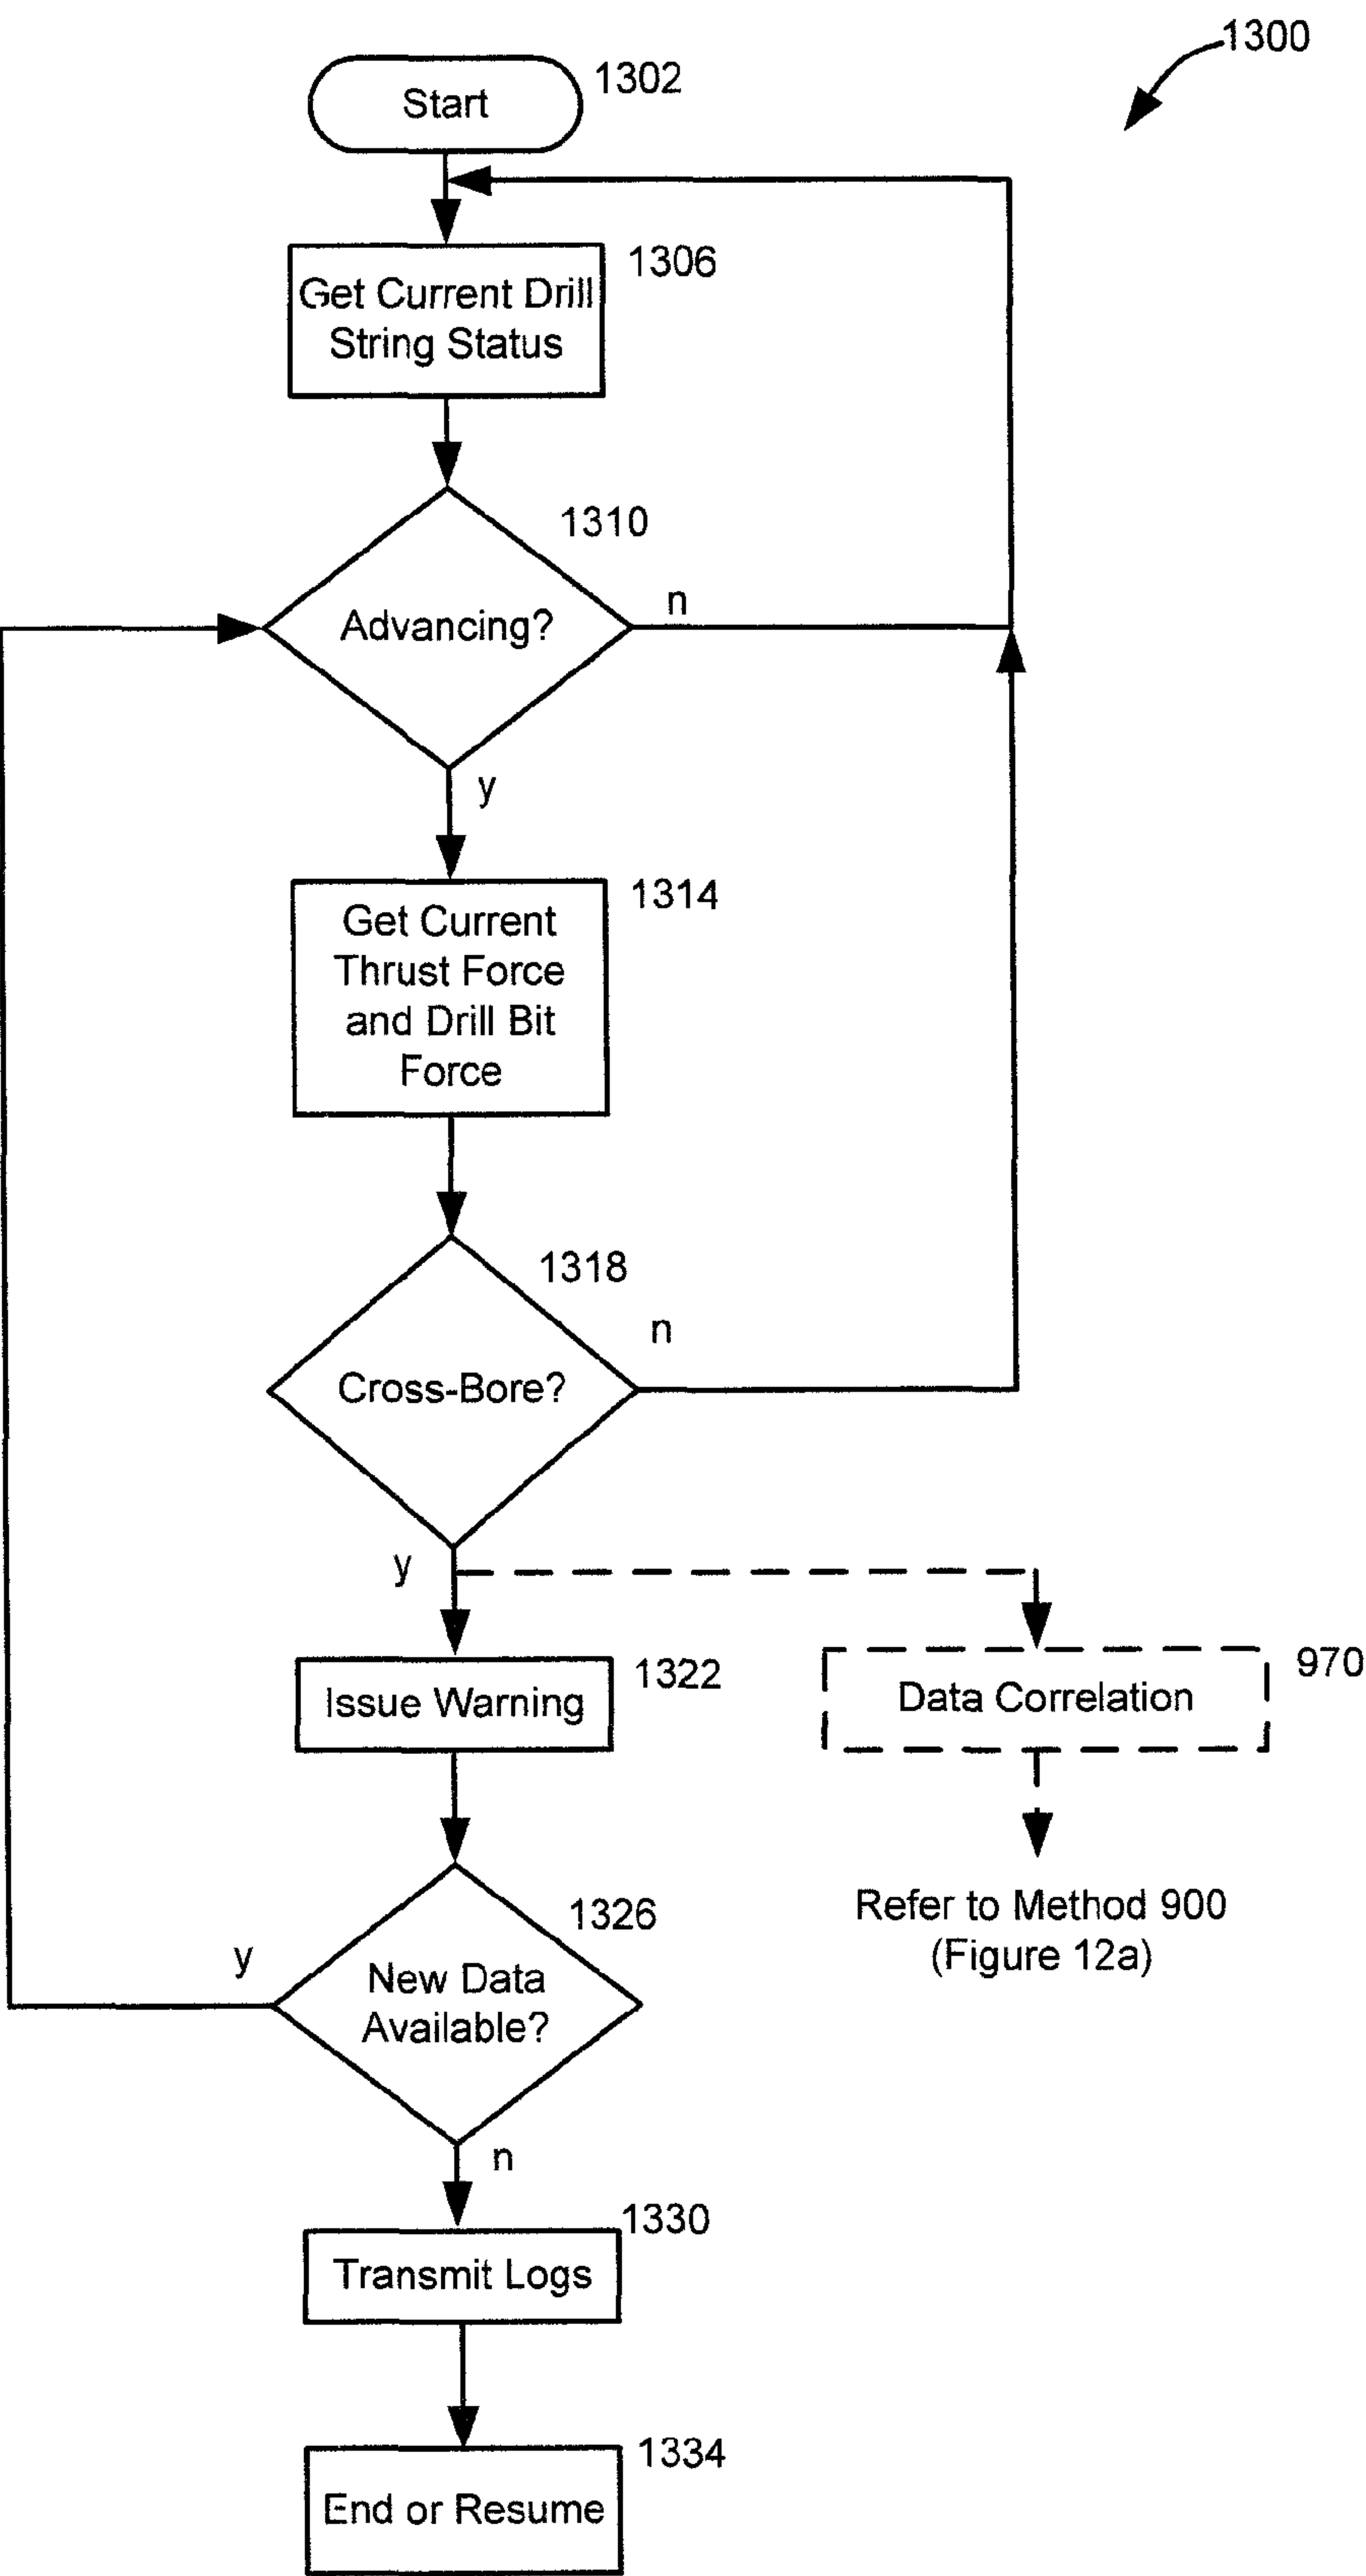 1300
Start
1302
Get Current Drill
String Status
1306
1310
Advancing?
n
y
Get Current
Thrust Force
and Drill Bit
Force
1314
1318
Cross-Bore?
n
y
Issue Warning
1322
Data Correlation
970
Refer to Method 900
(Figure 12a)
1326
New Data
Available?
y
n
1330
Transmit Logs
1334
End or Resume